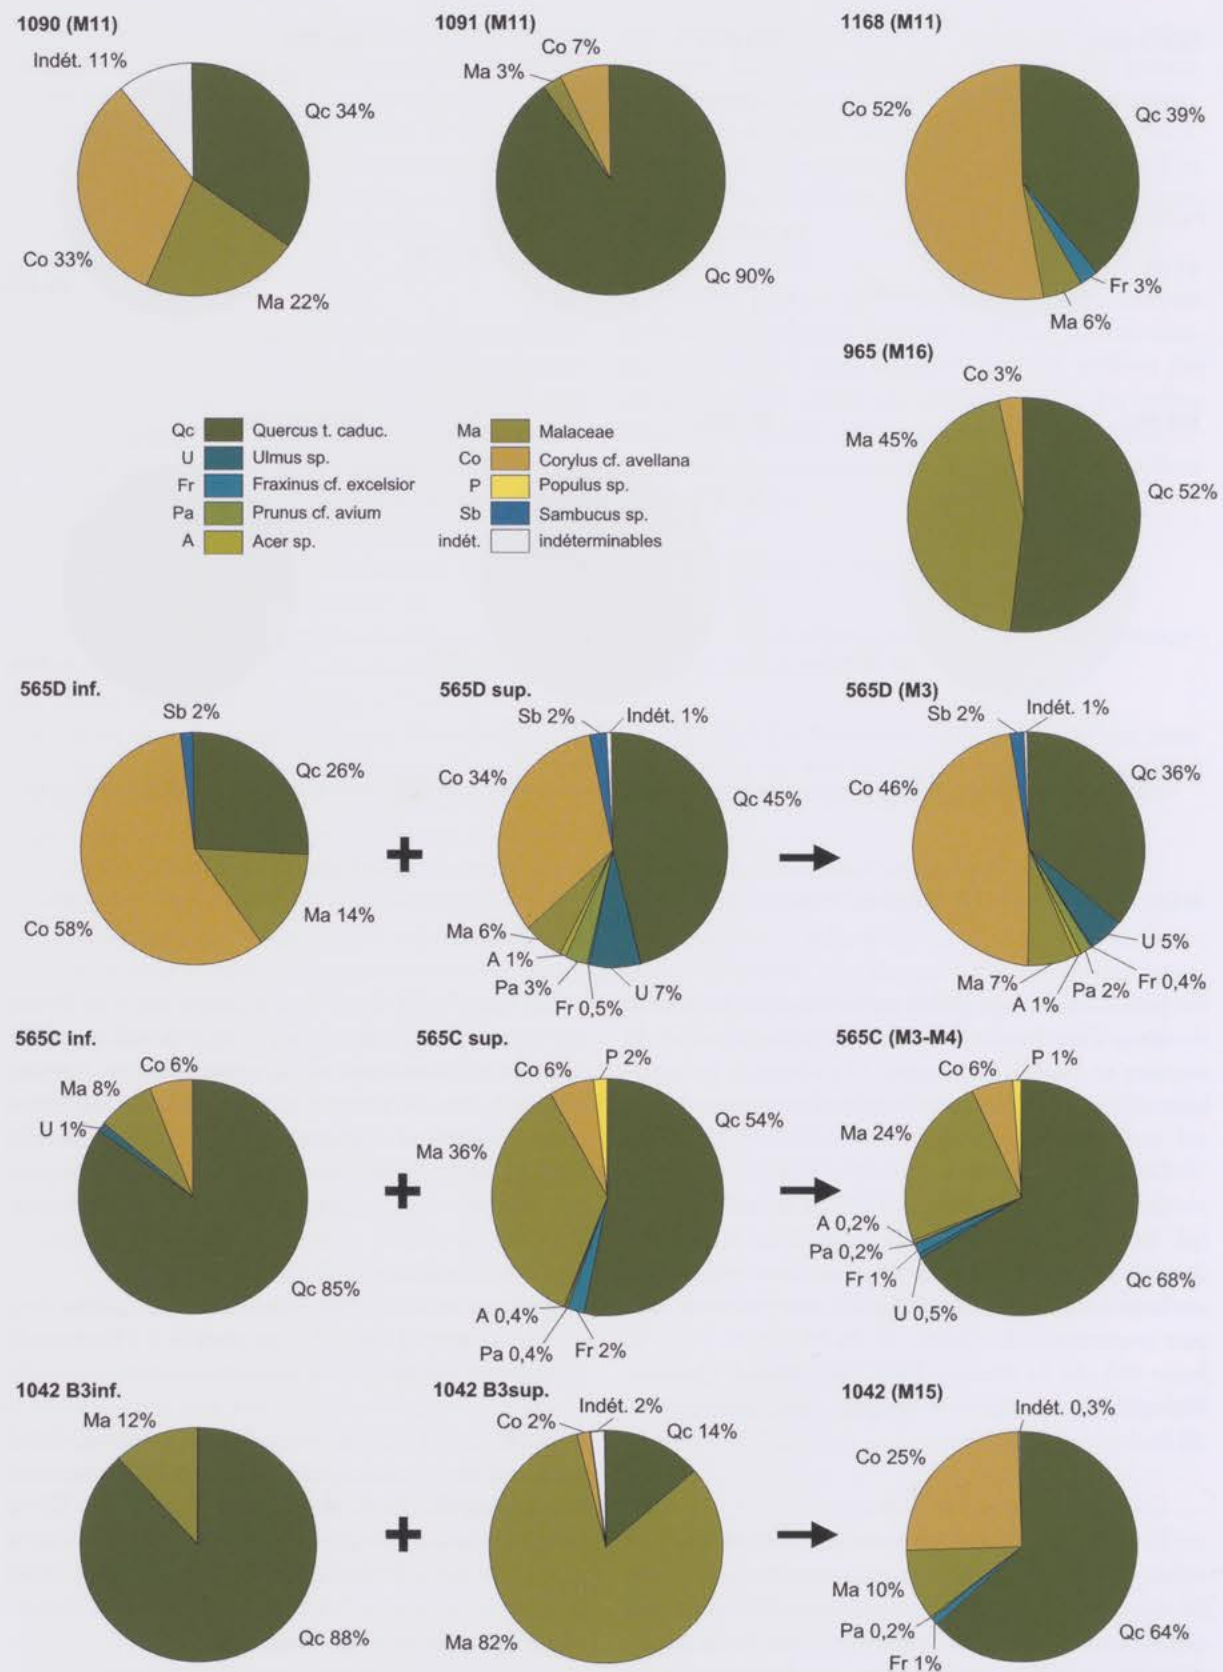 1090 (M11)
Indét. 11%
Qc 34%
Co 33%
Ma 22%
1091 (M11)
Co 7%
Ma 3%
Qc 90%
1168 (M11)
Co 52%
Qc 39%
Fr 3%
Ma 6%
965 (M16)
Co 3%
Ma 45%
Qc 52%
Qc Quercus t. caduc.
U Ulmus sp.
Fr Fraxinus cf. excelsior
Pa Prunus cf. avium
A Acer sp.
Ma Malaceae
Co Corylus cf. avellana
P Populus sp.
Sb Sambucus sp.
indét. indéterminables
565D inf.
Sb 2%
Qc 26%
Co 58%
Ma 14%
+
565D sup.
Sb 2%
Indét. 1%
Co 34%
Qc 45%
Ma 6%
A 1%
Pa 3%
Fr 0,5%
U 7%
565D (M3)
Sb 2%
Indét. 1%
Co 46%
Qc 36%
U 5%
Ma 7%
A 1%
Pa 2%
Fr 0,4%
565C inf.
Co 6%
Ma 8%
U 1%
Qc 85%
+
565C sup.
Co 6%
P 2%
Qc 54%
Ma 36%
A 0,4%
Pa 0,4%
Fr 2%
565C (M3-M4)
Co 6%
P 1%
Ma 24%
A 0,2%
Pa 0,2%
Fr 1%
U 0,5%
Qc 68%
1042 B3inf.
Ma 12%
Qc 88%
+
1042 B3sup.
Co 2%
Indét. 2%
Qc 14%
Ma 82%
1042 (M15)
Indét. 0,3%
Co 25%
Ma 10%
Pa 0,2%
Fr 1%
Qc 64%